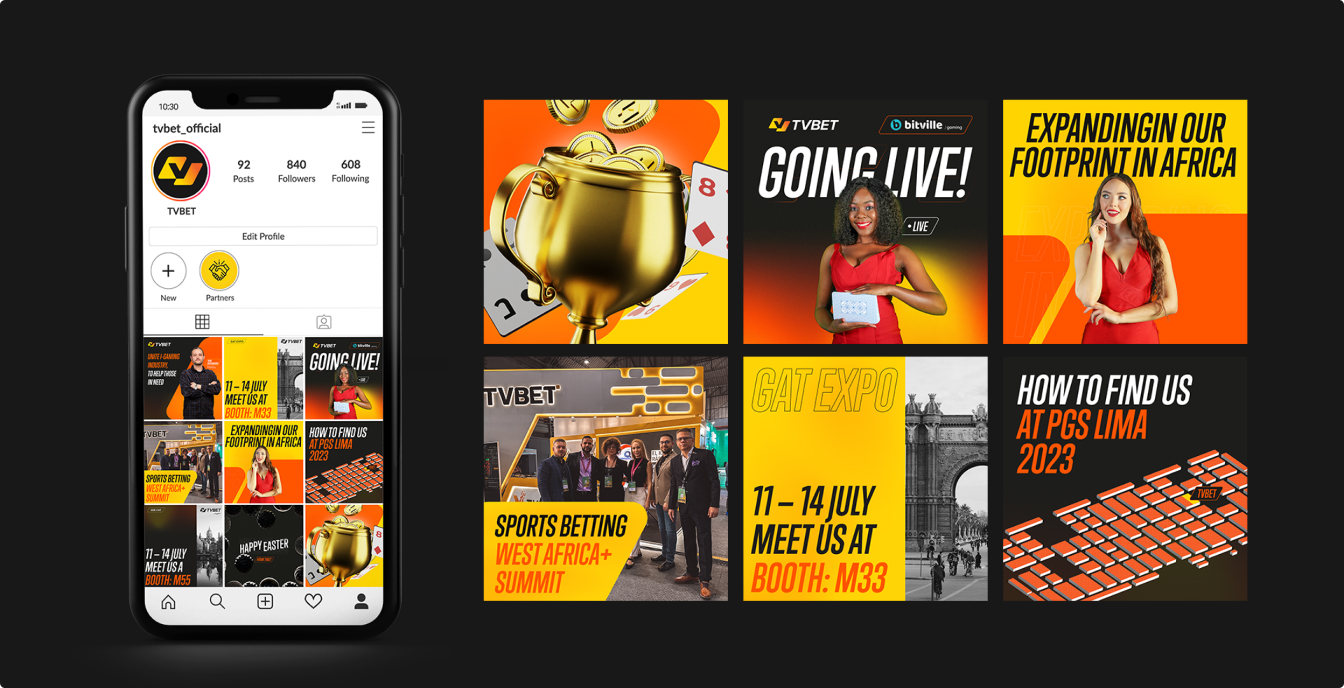 10:30
tvbet_official
92
840
608
Posts
Followers
Following
TVBET
Edit Profile
New
Partners
TVBET
UNITE I-GAMING
INDUSTRY,
TO HELP THOSE
IN NEED
TVBET
11 – 14 JULY
MEET US AT
BOOTH: M33
TVBET
bitville
GOING LIVE!
TVBET
SPORTS BETTING
WEST AFRICA+
SUMMIT
EXPANDINGIN OUR
FOOTPRINT IN AFRICA
HOW TO FIND US
AT PGS LIMA
2023
TVBET
11 – 14 JULY
MEET US A
BOOTH: M55
HAPPY EASTER
8
TVBET
bitville gaming
GOING LIVE!
• LIVE
EXPANDINGIN OUR
FOOTPRINT IN AFRICA
TVBET
SPORTS BETTING
WEST AFRICA+
SUMMIT
GAT EXPO
11 – 14 JULY
MEET US AT
BOOTH: M33
HOW TO FIND US
AT PGS LIMA
2023
TVBET